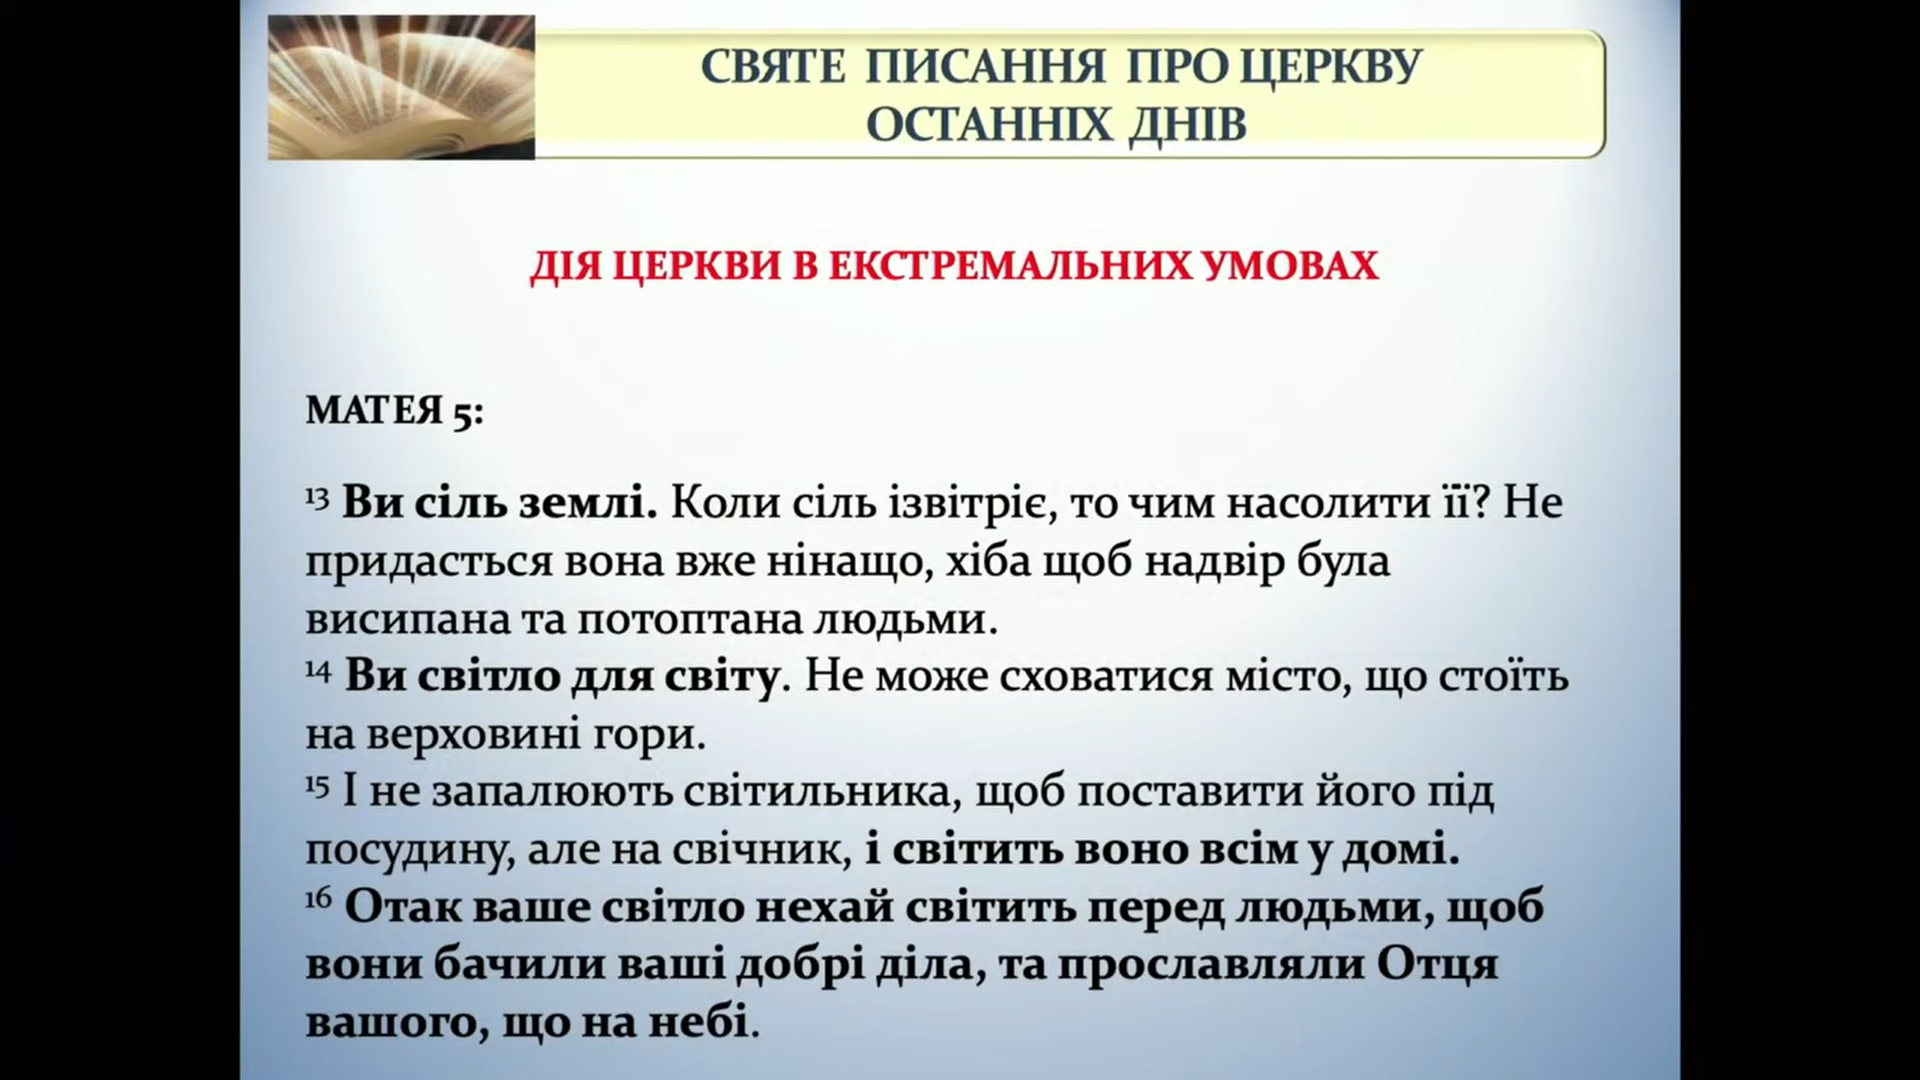 СВЯТЕ ПИСАННЯ ПРО ЦЕРКВУ
ОСТАННІХ ДНІВ
ДІЯ ЦЕРКВИ В ЕКСТРЕМАЛЬНИХ УМОВАХ
МАТЕЯ 5:
¹³ Ви сіль землі. Коли сіль ізвітріє, то чим насолити її? Не
придасться вона вже нінащо, хіба щоб надвір була
висипана та потоптана людьми.
¹⁴ Ви світло для світу. Не може сховатися місто, що стоїть
на верховині гори.
¹⁵ І не запалюють світильника, щоб поставити його під
посудину, але на свічник, і світить воно всім у домі.
¹⁶ Отак ваше світло нехай світить перед людьми, щоб
вони бачили ваші добрі діла, та прославляли Отця
вашого, що на небі.